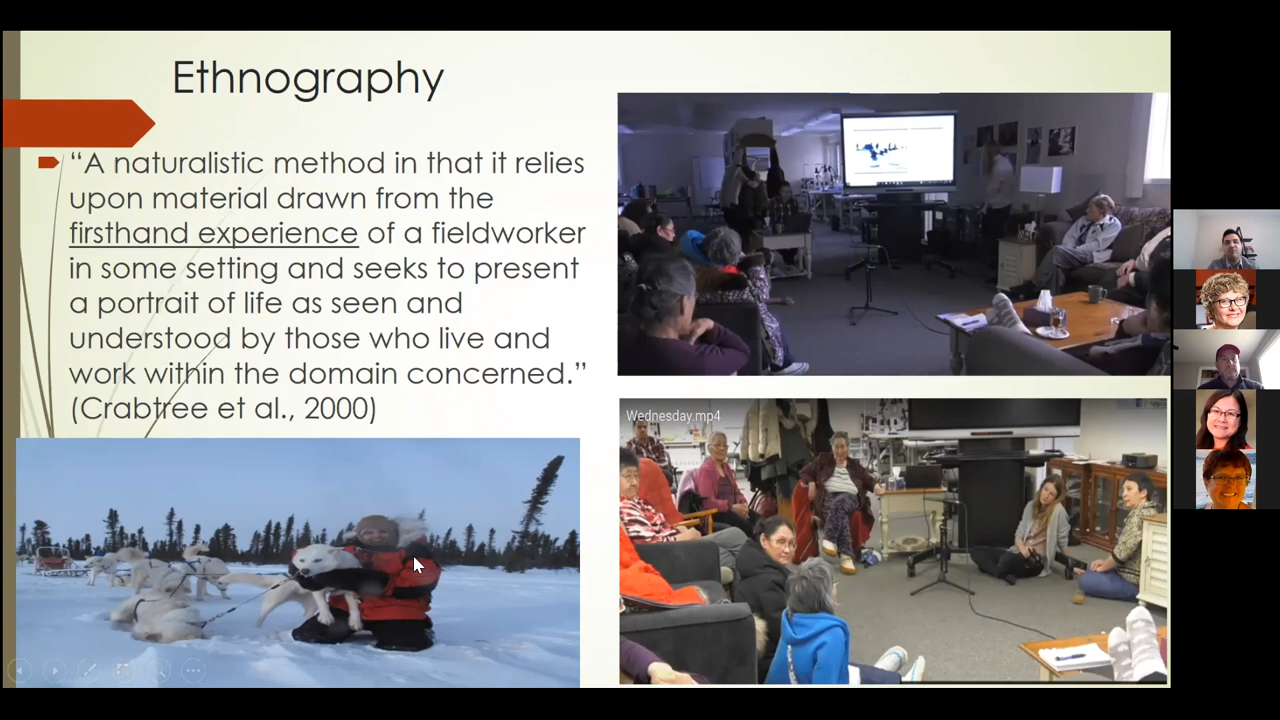 Ethnography
“A naturalistic method in that it relies
upon material drawn from the
firsthand experience of a fieldworker
in some setting and seeks to present
a portrait of life as seen and
understood by those who live and
work within the domain concerned.”
(Crabtree et al., 2000)
Wednesday.mp4